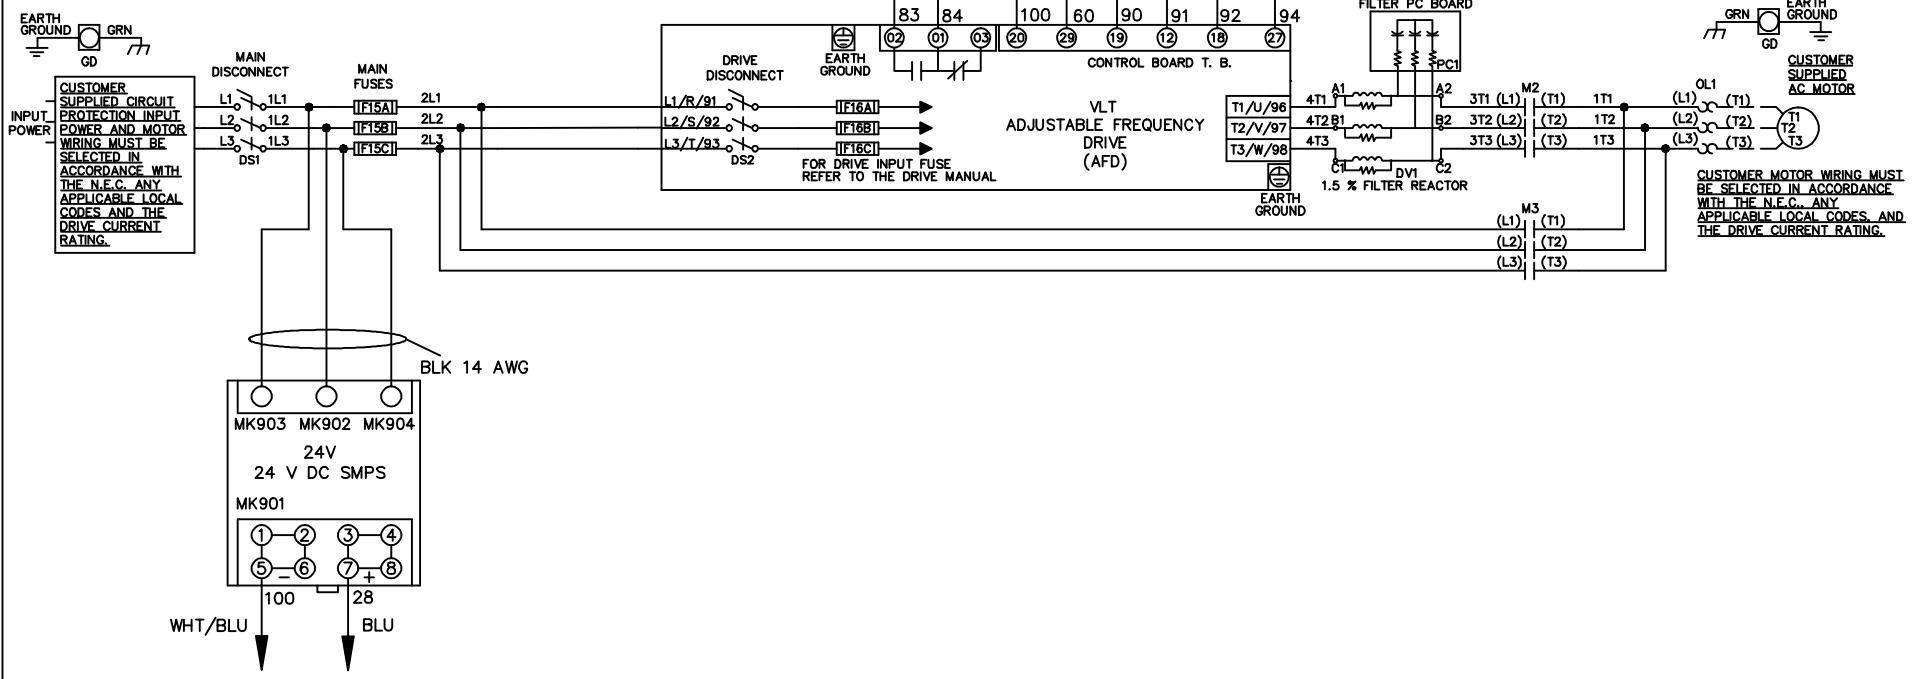 EARTH
GROUND
GRN
GD
MAIN
DISCONNECT
MAIN
FUSES
INPUT
POWER
CUSTOMER
SUPPLIED CIRCUIT
PROTECTION INPUT
POWER AND MOTOR
WIRING MUST BE
SELECTED IN
ACCORDANCE WITH
THE N.E.C. ANY
APPLICABLE LOCAL
CODES AND THE
DRIVE CURRENT
RATING.
L1 1L1 F15A 2L1
L2 1L2 F15B 2L2
L3 1L3 F15C 2L3
DS1
83 84 100 60 90 91 92 94
02 01 03 20 29 19 12 18 27
DRIVE
DISCONNECT
EARTH
GROUND
CONTROL BOARD T. B.
L1/R/91 F16A
L2/S/92 F16B
L3/T/93 F16C
DS2
FOR DRIVE INPUT FUSE
REFER TO THE DRIVE MANUAL
VLT
ADJUSTABLE FREQUENCY
DRIVE
(AFD)
T1/U/96 4T1
T2/V/97 4T2
T3/W/98 4T3
EARTH
GROUND
FILTER PC BOARD
PC1
A1 A2
B1 B2
C1 C2
DV1
1.5 % FILTER REACTOR
M2
3T1 (L1) (T1) 1T1
3T2 (L2) (T2) 1T2
3T3 (L3) (T3) 1T3
M3
(L1) (T1)
(L2) (T2)
(L3) (T3)
OL1
(L1) (T1)
(L2) (T2)
(L3) (T3)
T1
T2
T3
GRN
EARTH
GROUND
GD
CUSTOMER
SUPPLIED
AC MOTOR
CUSTOMER MOTOR WIRING MUST
BE SELECTED IN ACCORDANCE
WITH THE N.E.C., ANY
APPLICABLE LOCAL CODES, AND
THE DRIVE CURRENT RATING.
BLK 14 AWG
MK903 MK902 MK904
24V
24 V DC SMPS
MK901
1 2 3 4
5 6 7 8
- +
100 28
WHT/BLU BLU